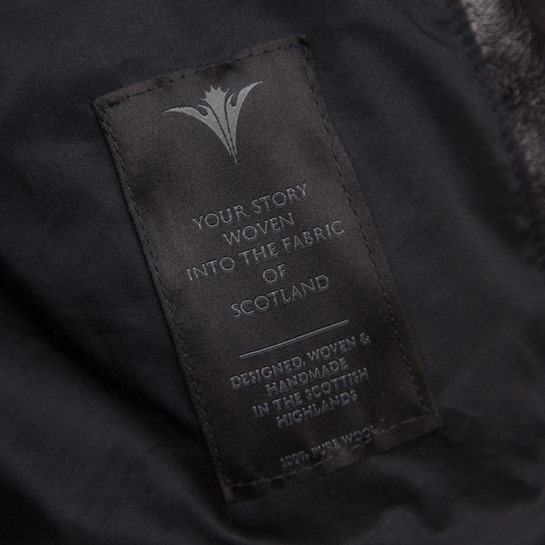 YOUR STORY
WOVEN
INTO THE FABRIC
OF
SCOTLAND
DESIGNED, WOVEN &
HANDMADE
IN THE SCOTTISH
HIGHLANDS
100% PURE WOOL